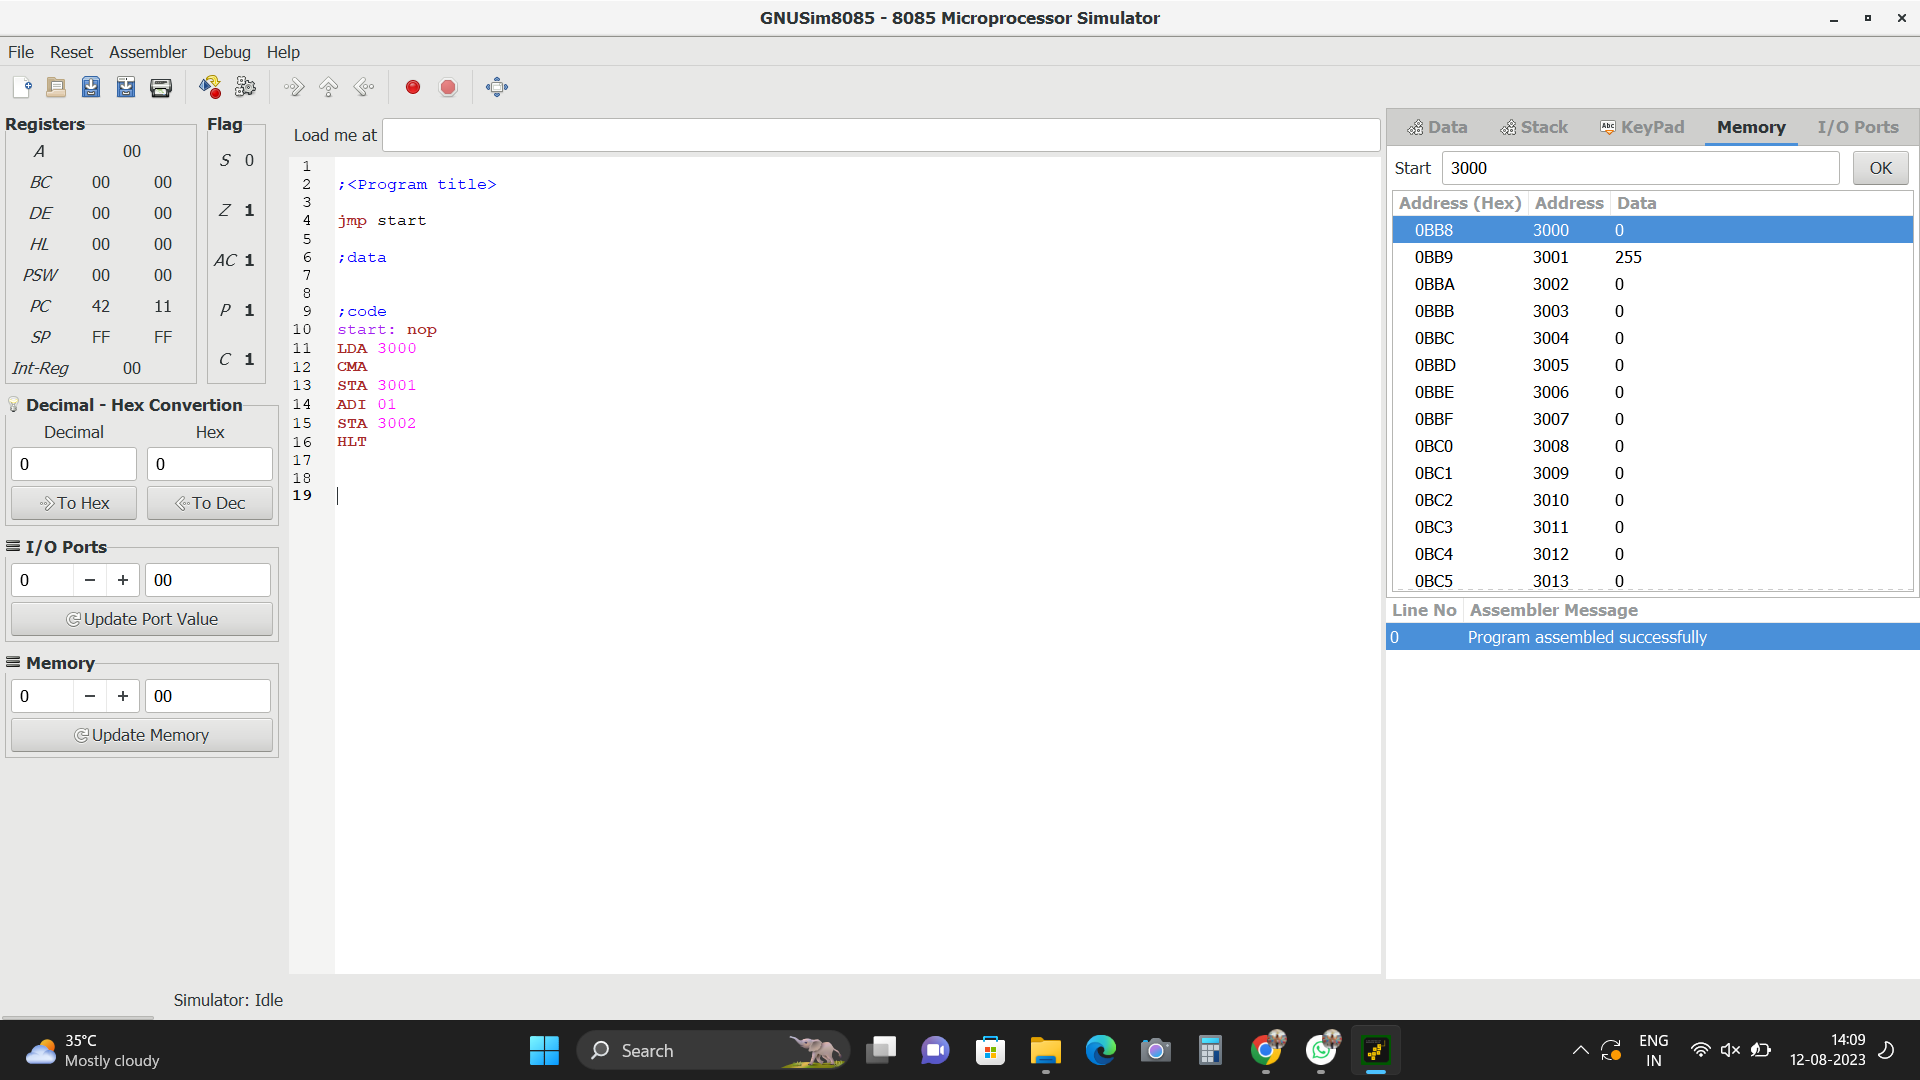 GNUSim8085 - 8085 Microprocessor Simulator
File Reset Assembler Debug Help
Registers
A 00
BC 00 00
DE 00 00
HL 00 00
PSW 00 00
PC 42 11
SP FF FF
Int-Reg 00
Flag
S 0
Z 1
AC 1
P 1
C 1
Decimal - Hex Convertion
Decimal Hex
0 0
To Hex To Dec
I/O Ports
0 − + 00
Update Port Value
Memory
0 − + 00
Update Memory
Load me at
1
2 ;<Program title>
3
4 jmp start
5
6 ;data
7
8
9 ;code
10 start: nop
11 LDA 3000
12 CMA
13 STA 3001
14 ADI 01
15 STA 3002
16 HLT
17
18
19
Data Stack Abc KeyPad Memory I/O Ports
Start 3000 OK
Address (Hex) Address Data
0BB8 3000 0
0BB9 3001 255
0BBA 3002 0
0BBB 3003 0
0BBC 3004 0
0BBD 3005 0
0BBE 3006 0
0BBF 3007 0
0BC0 3008 0
0BC1 3009 0
0BC2 3010 0
0BC3 3011 0
0BC4 3012 0
0BC5 3013 0
Line No Assembler Message
0 Program assembled successfully
Simulator: Idle
35°C
Mostly cloudy
Search
ENG
IN
14:09
12-08-2023